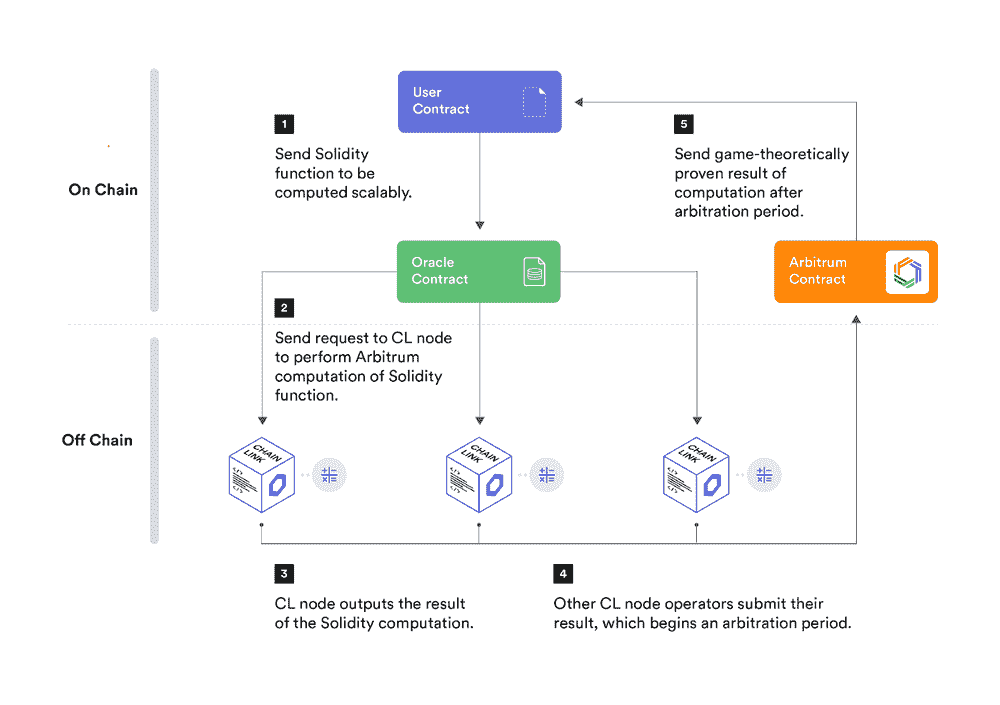 User
Contract
1
Send Solidity
function to be
computed scalably.
5
Send game-theoretically
proven result of
computation after
arbitration period.
On Chain
Oracle
Contract
Arbitrum
Contract
2
Send request to CL node
to perform Arbitrum
computation of Solidity
function.
Off Chain
CHAIN
LINK
</>
</>
+ -
× =
CHAIN
LINK
</>
</>
+ -
× =
CHAIN
LINK
</>
</>
+ -
× =
3
CL node outputs the result
of the Solidity computation.
4
Other CL node operators submit their
result, which begins an arbitration period.